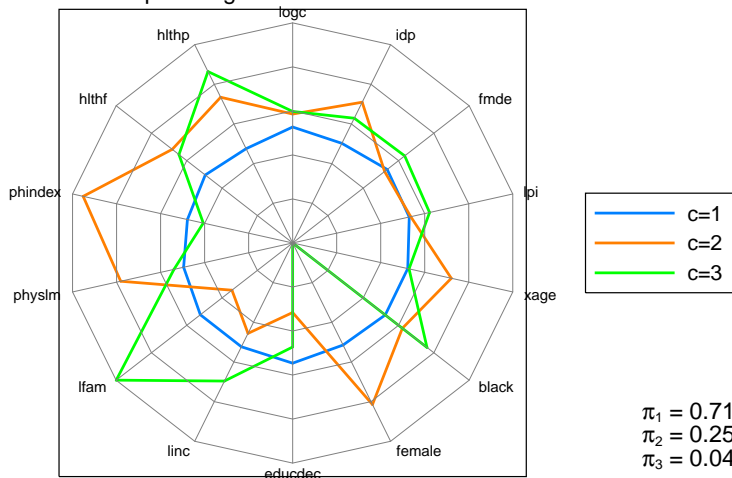 logc
hlthp
idp
hlthf
fmde
phindex
lpi
c=1
c=2
c=3
physlm
xage
lfam
black
linc
female
educdec
π₁ = 0.71
π₂ = 0.25
π₃ = 0.04